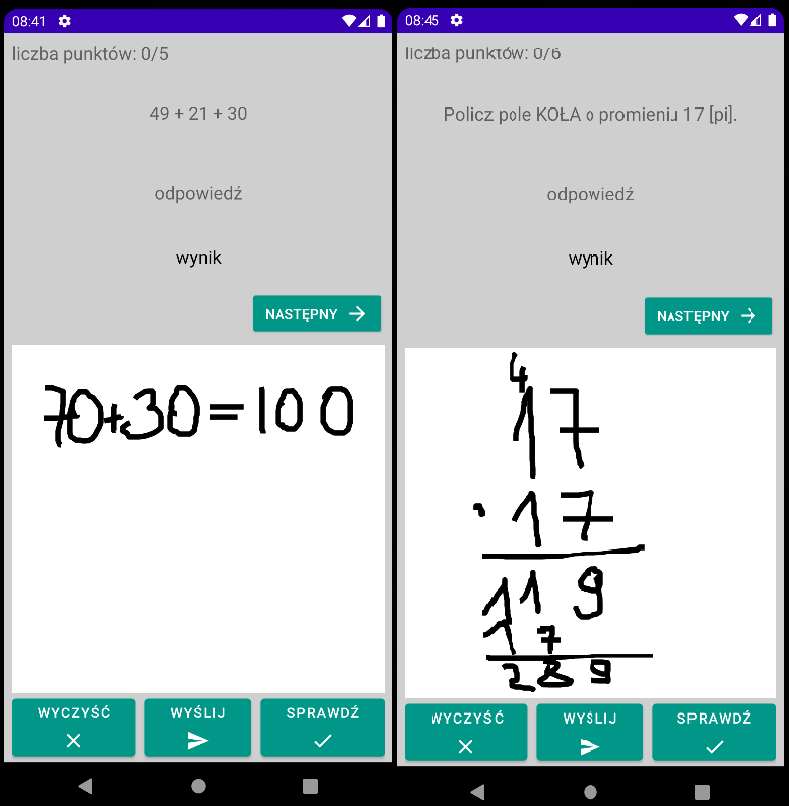 08:41
liczba punktów: 0/5
49 + 21 + 30
odpowiedź
wynik
NASTĘPNY
70+30=100
WYCZYŚĆ
WYŚLIJ
SPRAWDŹ
08:45
liczba punktów: 0/6
Policz pole KOŁA o promieniu 17 [pi].
odpowiedź
wynik
NASTĘPNY
4
17
· 17
119
17
289
WYCZYŚĆ
WYŚLIJ
SPRAWDŹ